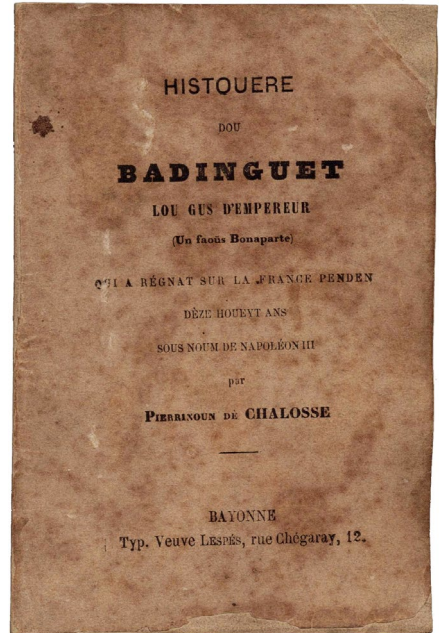 HISTOUERE
DOU
BADINGUET
LOU GUS D'EMPEREUR
(Un faoüs Bonaparte)
QUI A RÉGNAT SUR LA FRANCE PENDEN
DÈZE HOUEYT ANS
SOUS NOUM DE NAPOLÉON III
par
PIERRINOUN DE CHALOSSE
BAYONNE
Typ. Veuve LESPÉS, rue Chégaray, 12.